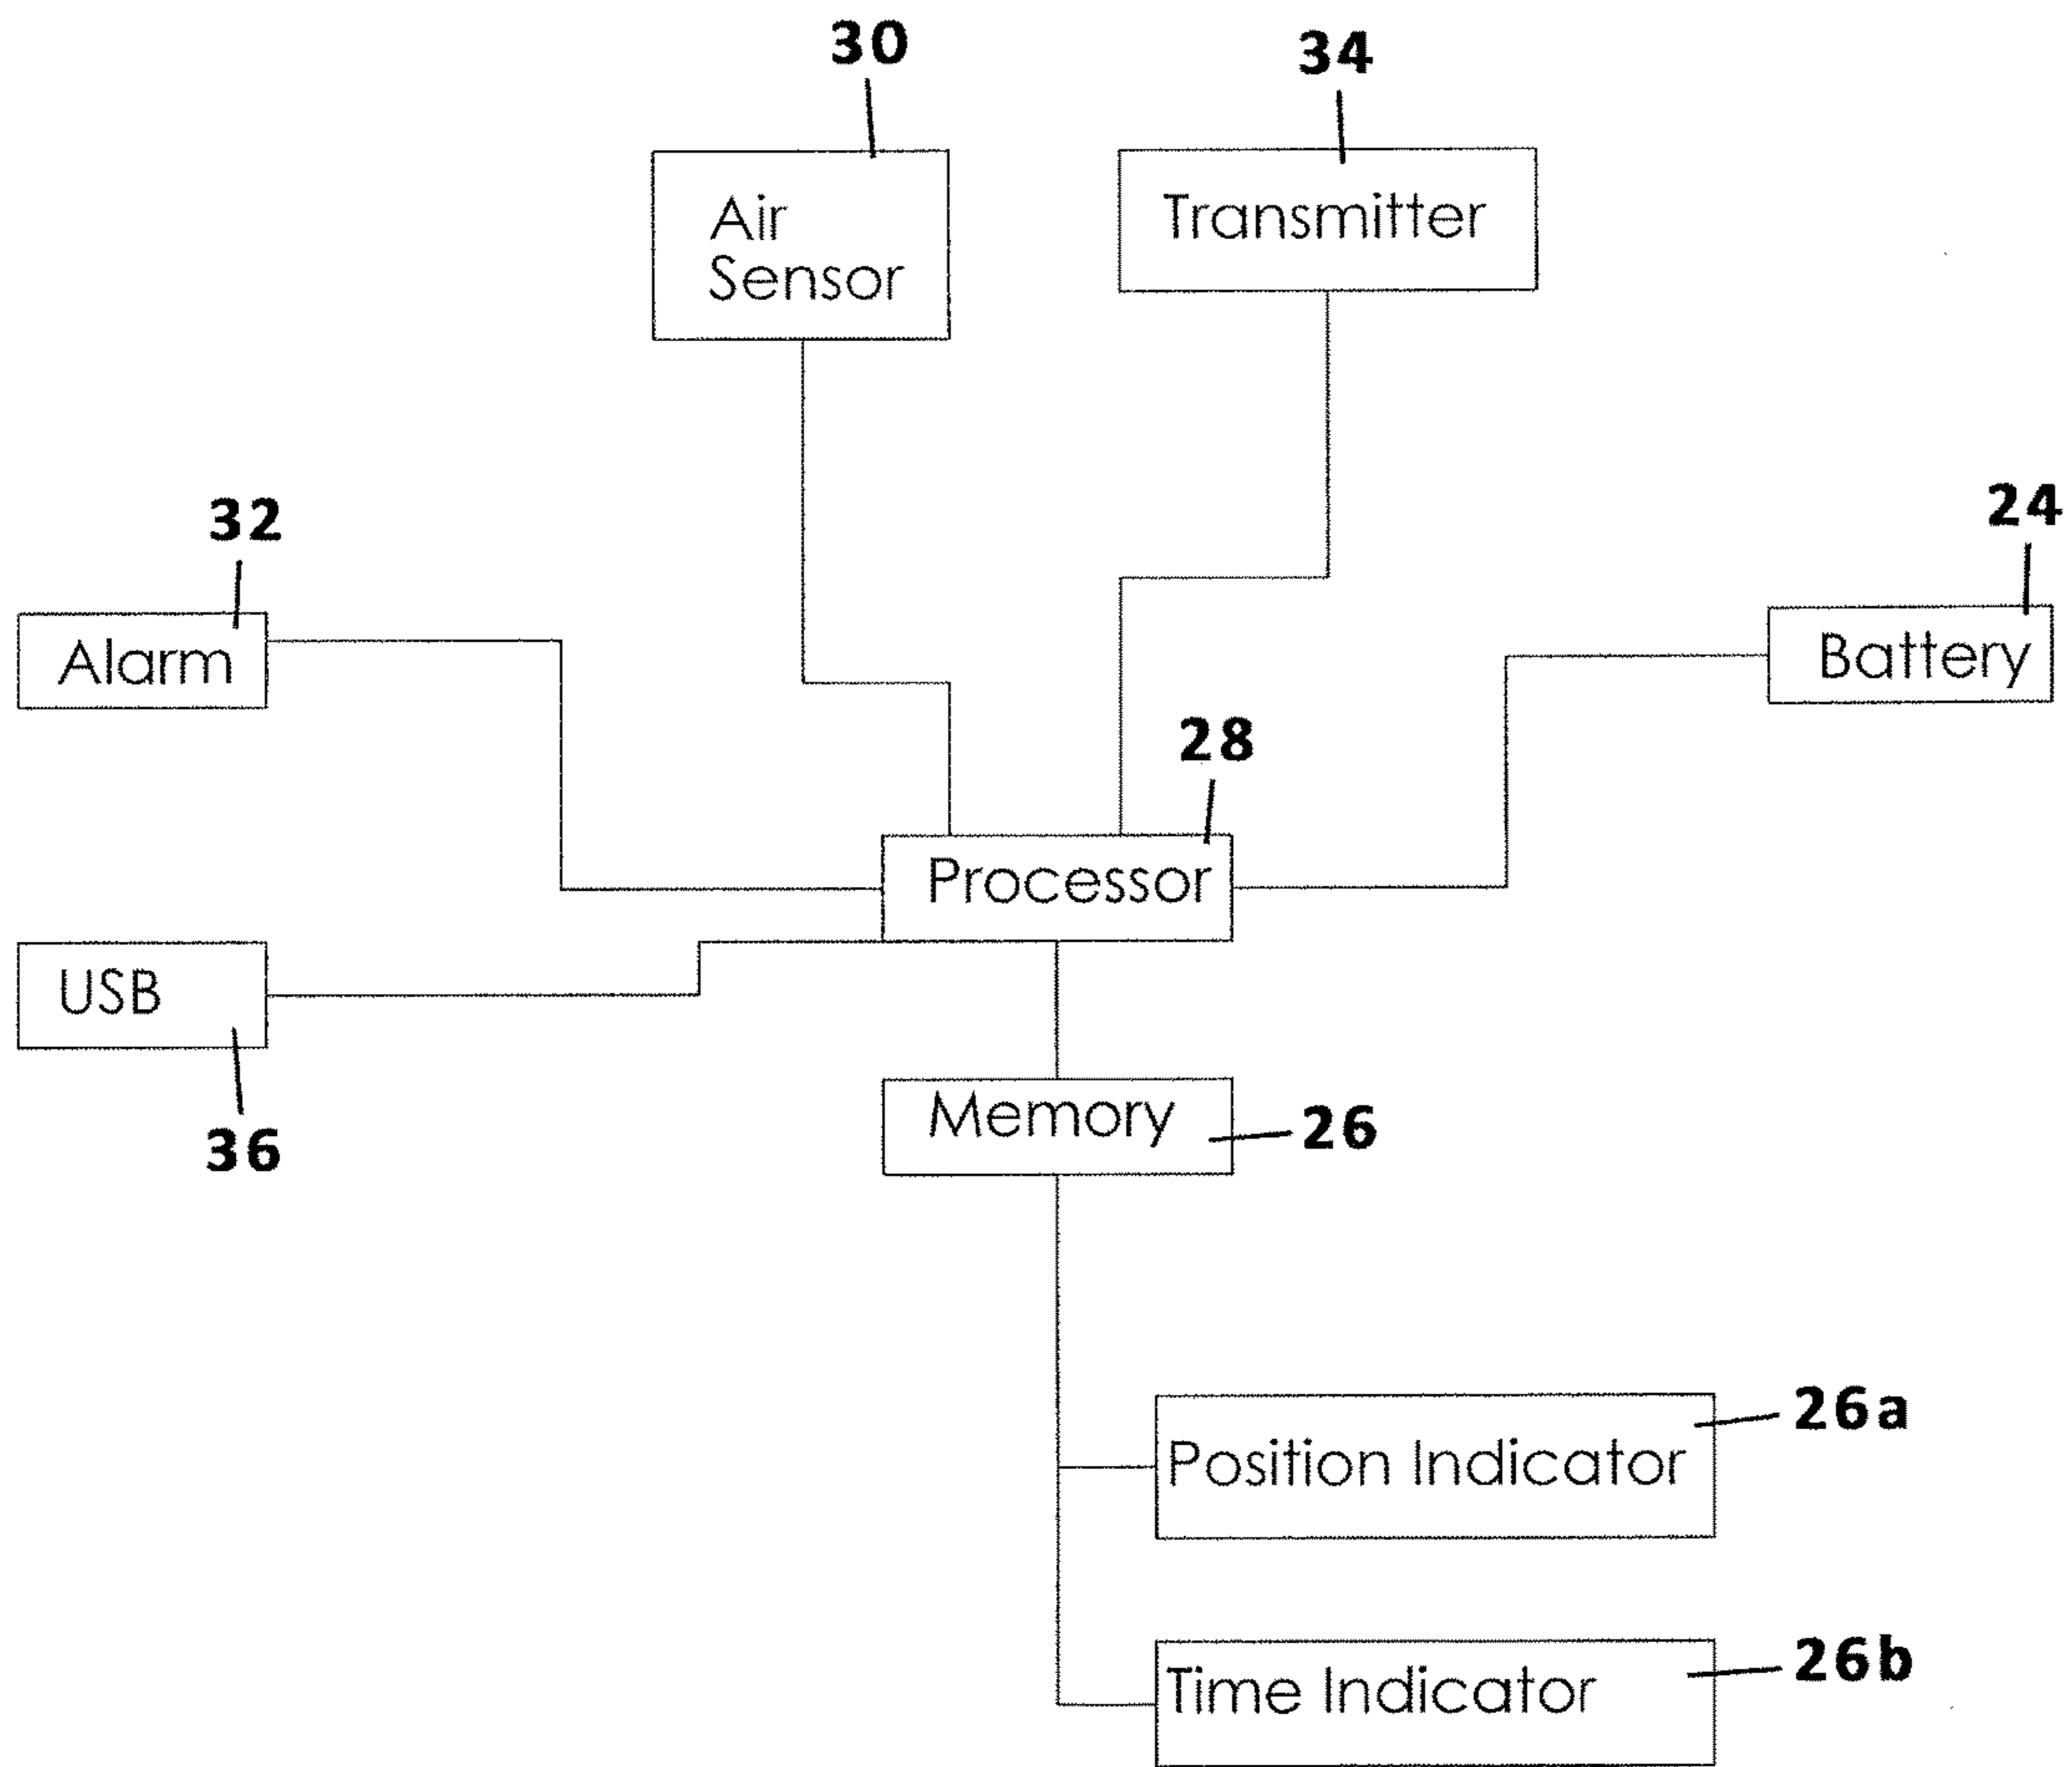 30
34
Air
Sensor
Transmitter
32
24
Alarm
Battery
28
Processor
USB
36
Memory
26
26a
Position Indicator
26b
Time Indicator